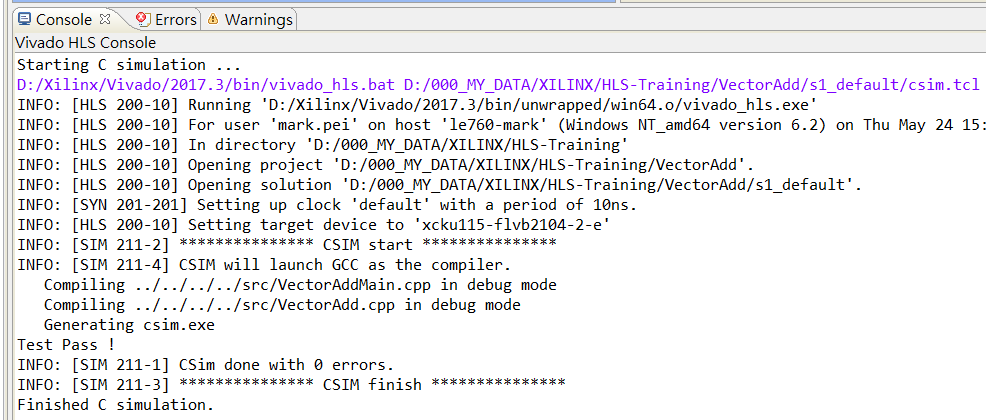 Console Errors Warnings
Vivado HLS Console
Starting C simulation ...
D:/Xilinx/Vivado/2017.3/bin/vivado_hls.bat D:/000_MY_DATA/XILINX/HLS-Training/VectorAdd/s1_default/csim.tcl
INFO: [HLS 200-10] Running 'D:/Xilinx/Vivado/2017.3/bin/unwrapped/win64.o/vivado_hls.exe'
INFO: [HLS 200-10] For user 'mark.pei' on host 'le760-mark' (Windows NT_amd64 version 6.2) on Thu May 24 15:
INFO: [HLS 200-10] In directory 'D:/000_MY_DATA/XILINX/HLS-Training'
INFO: [HLS 200-10] Opening project 'D:/000_MY_DATA/XILINX/HLS-Training/VectorAdd'.
INFO: [HLS 200-10] Opening solution 'D:/000_MY_DATA/XILINX/HLS-Training/VectorAdd/s1_default'.
INFO: [SYN 201-201] Setting up clock 'default' with a period of 10ns.
INFO: [HLS 200-10] Setting target device to 'xcku115-flvb2104-2-e'
INFO: [SIM 211-2] *************** CSIM start ***************
INFO: [SIM 211-4] CSIM will launch GCC as the compiler.
   Compiling ../../../../src/VectorAddMain.cpp in debug mode
   Compiling ../../../../src/VectorAdd.cpp in debug mode
   Generating csim.exe
Test Pass !
INFO: [SIM 211-1] CSim done with 0 errors.
INFO: [SIM 211-3] *************** CSIM finish ***************
Finished C simulation.